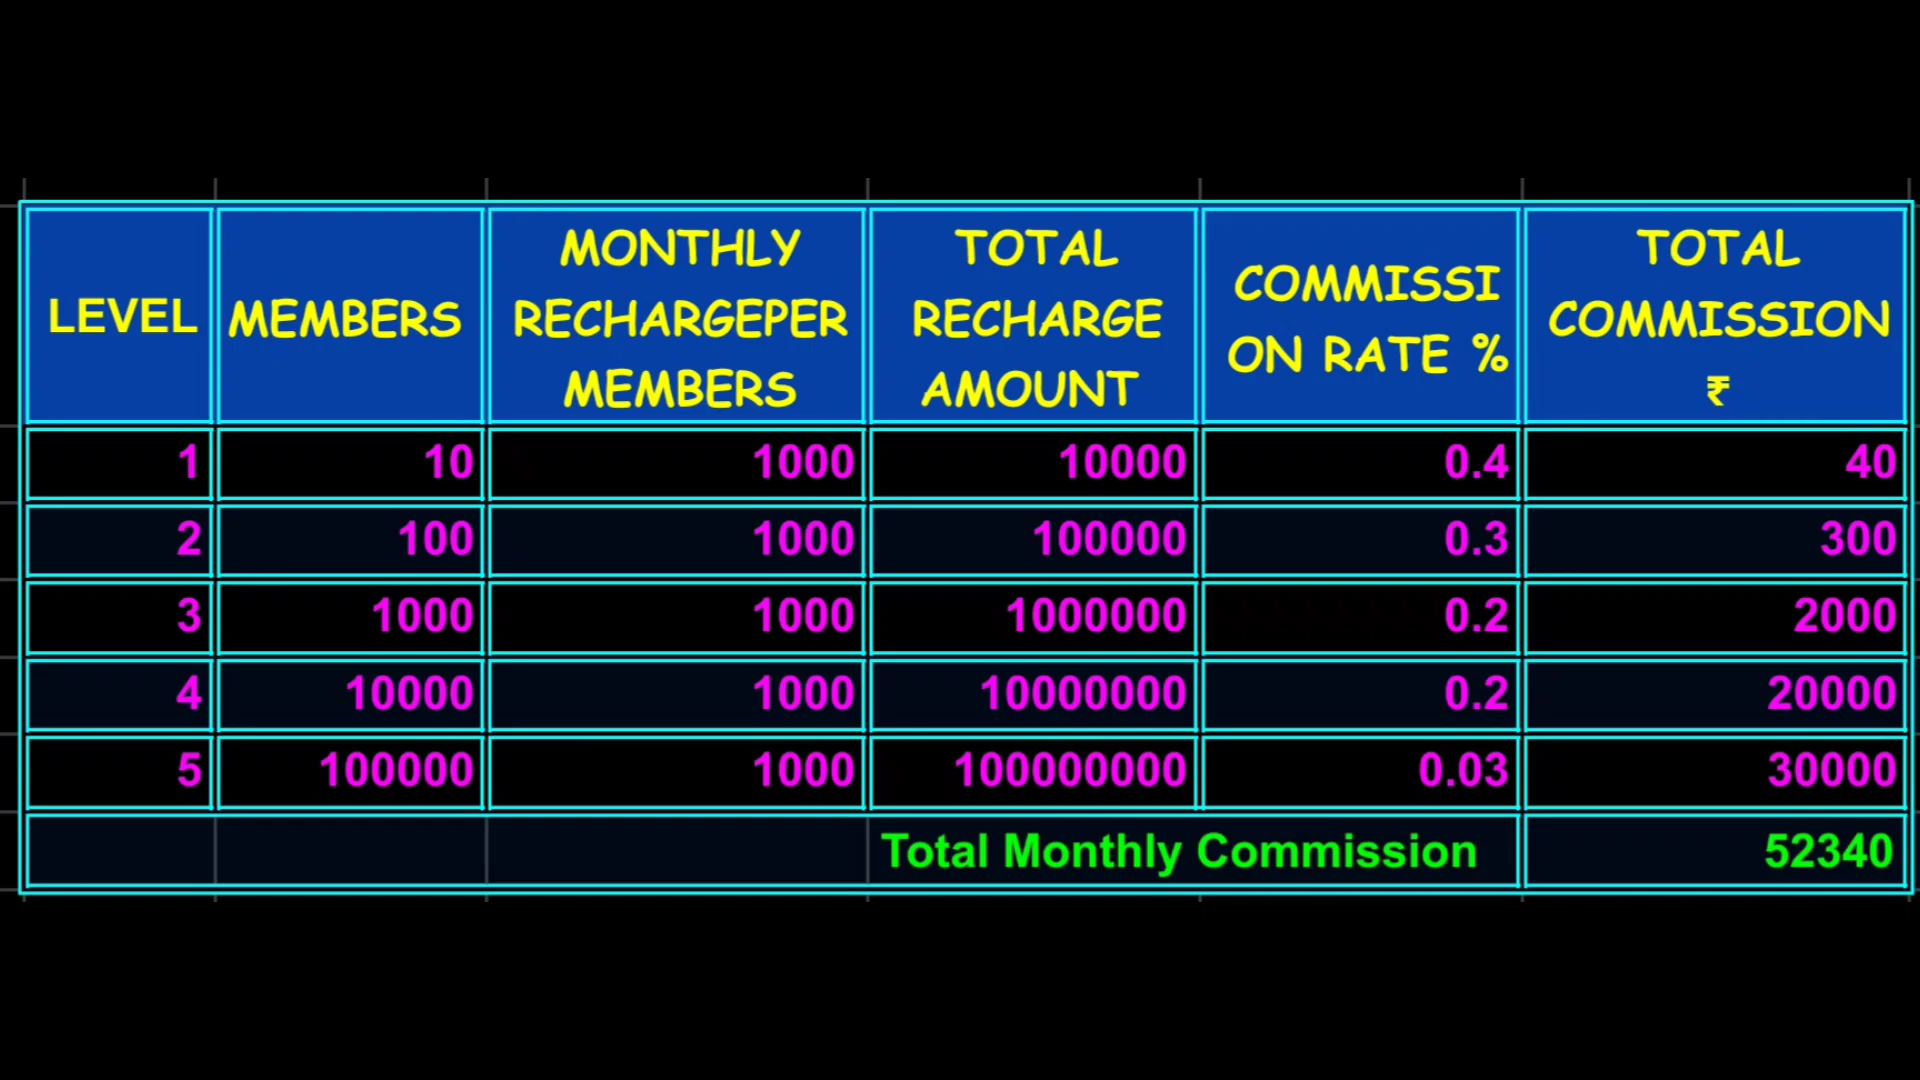 LEVEL
MEMBERS
MONTHLY
RECHARGEPER
MEMBERS
TOTAL
RECHARGE
AMOUNT
COMMISSI
ON RATE %
TOTAL
COMMISSION
₹
1 10 1000 10000 0.4 40
2 100 1000 100000 0.3 300
3 1000 1000 1000000 0.2 2000
4 10000 1000 10000000 0.2 20000
5 100000 1000 100000000 0.03 30000
Total Monthly Commission 52340